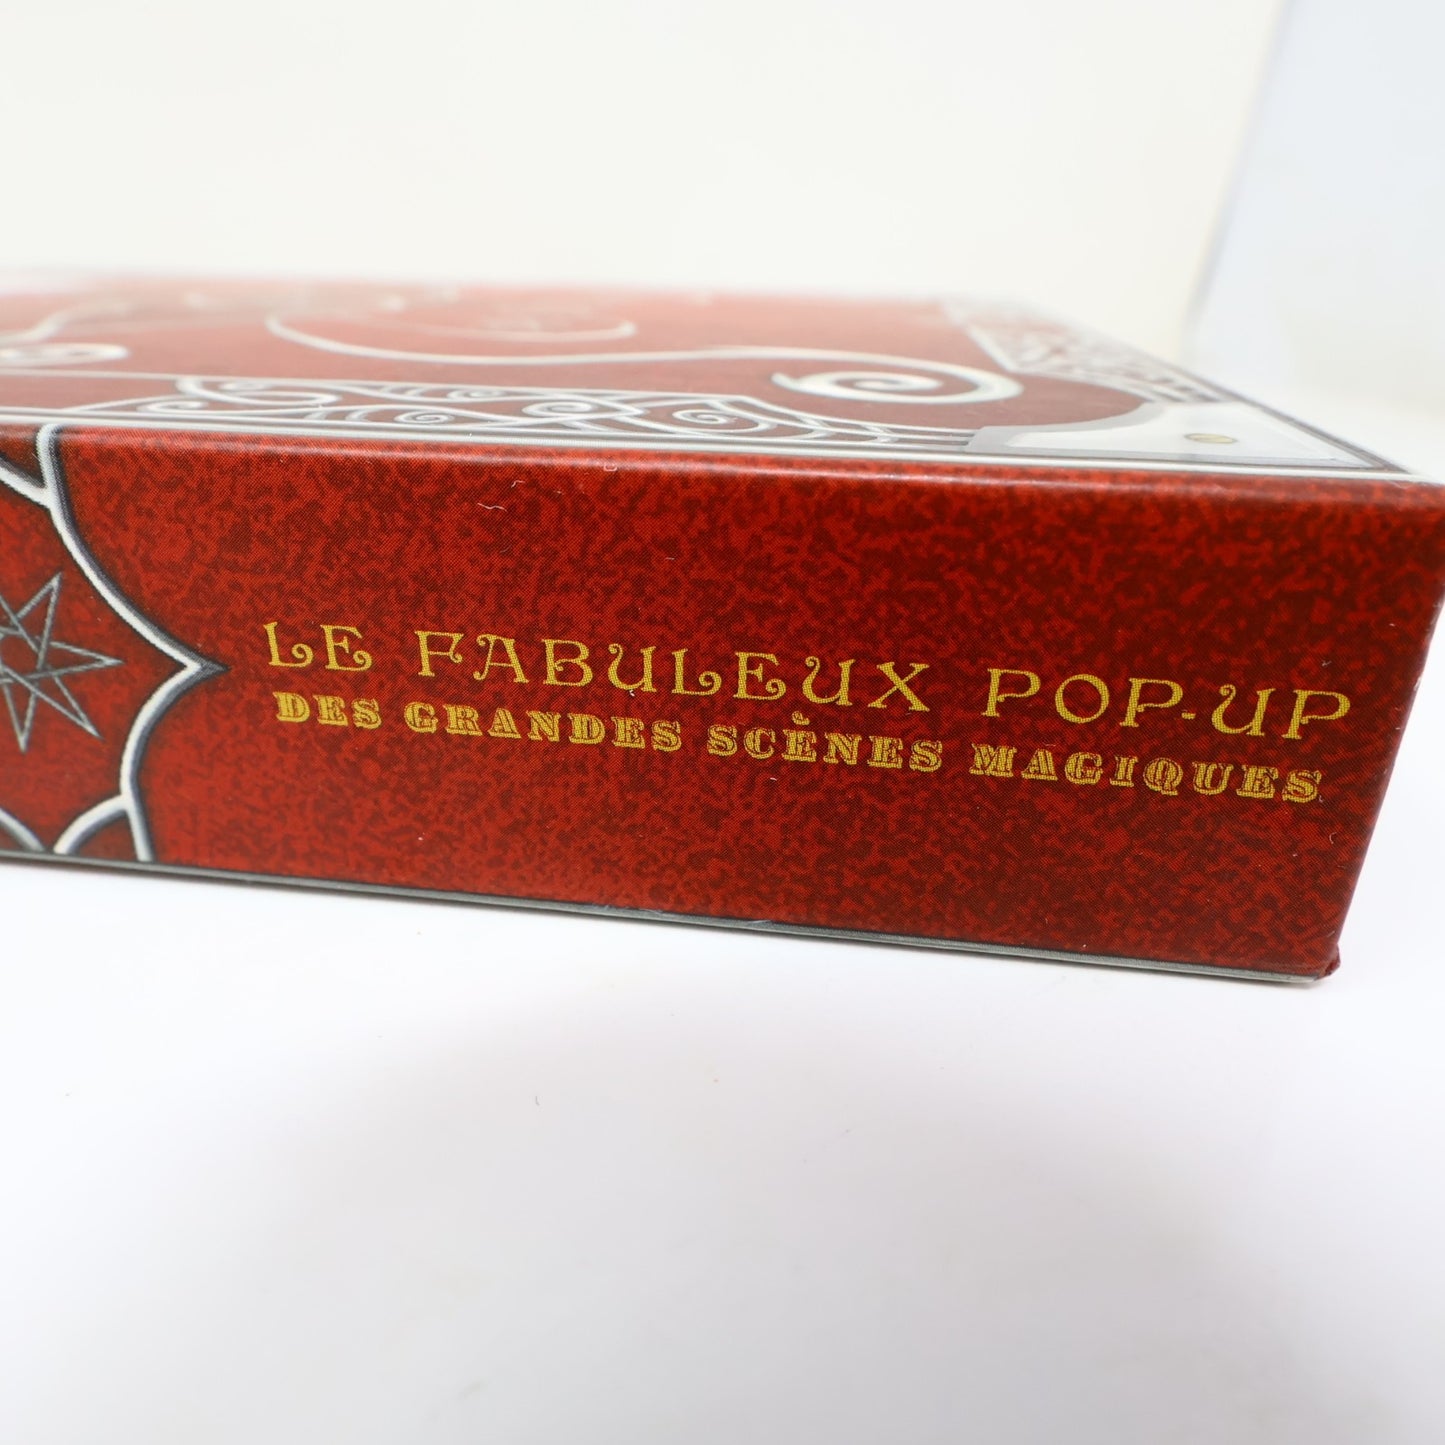 LE FABULEUX POP-UP
DES GRANDES SCÈNES MAGIQUES